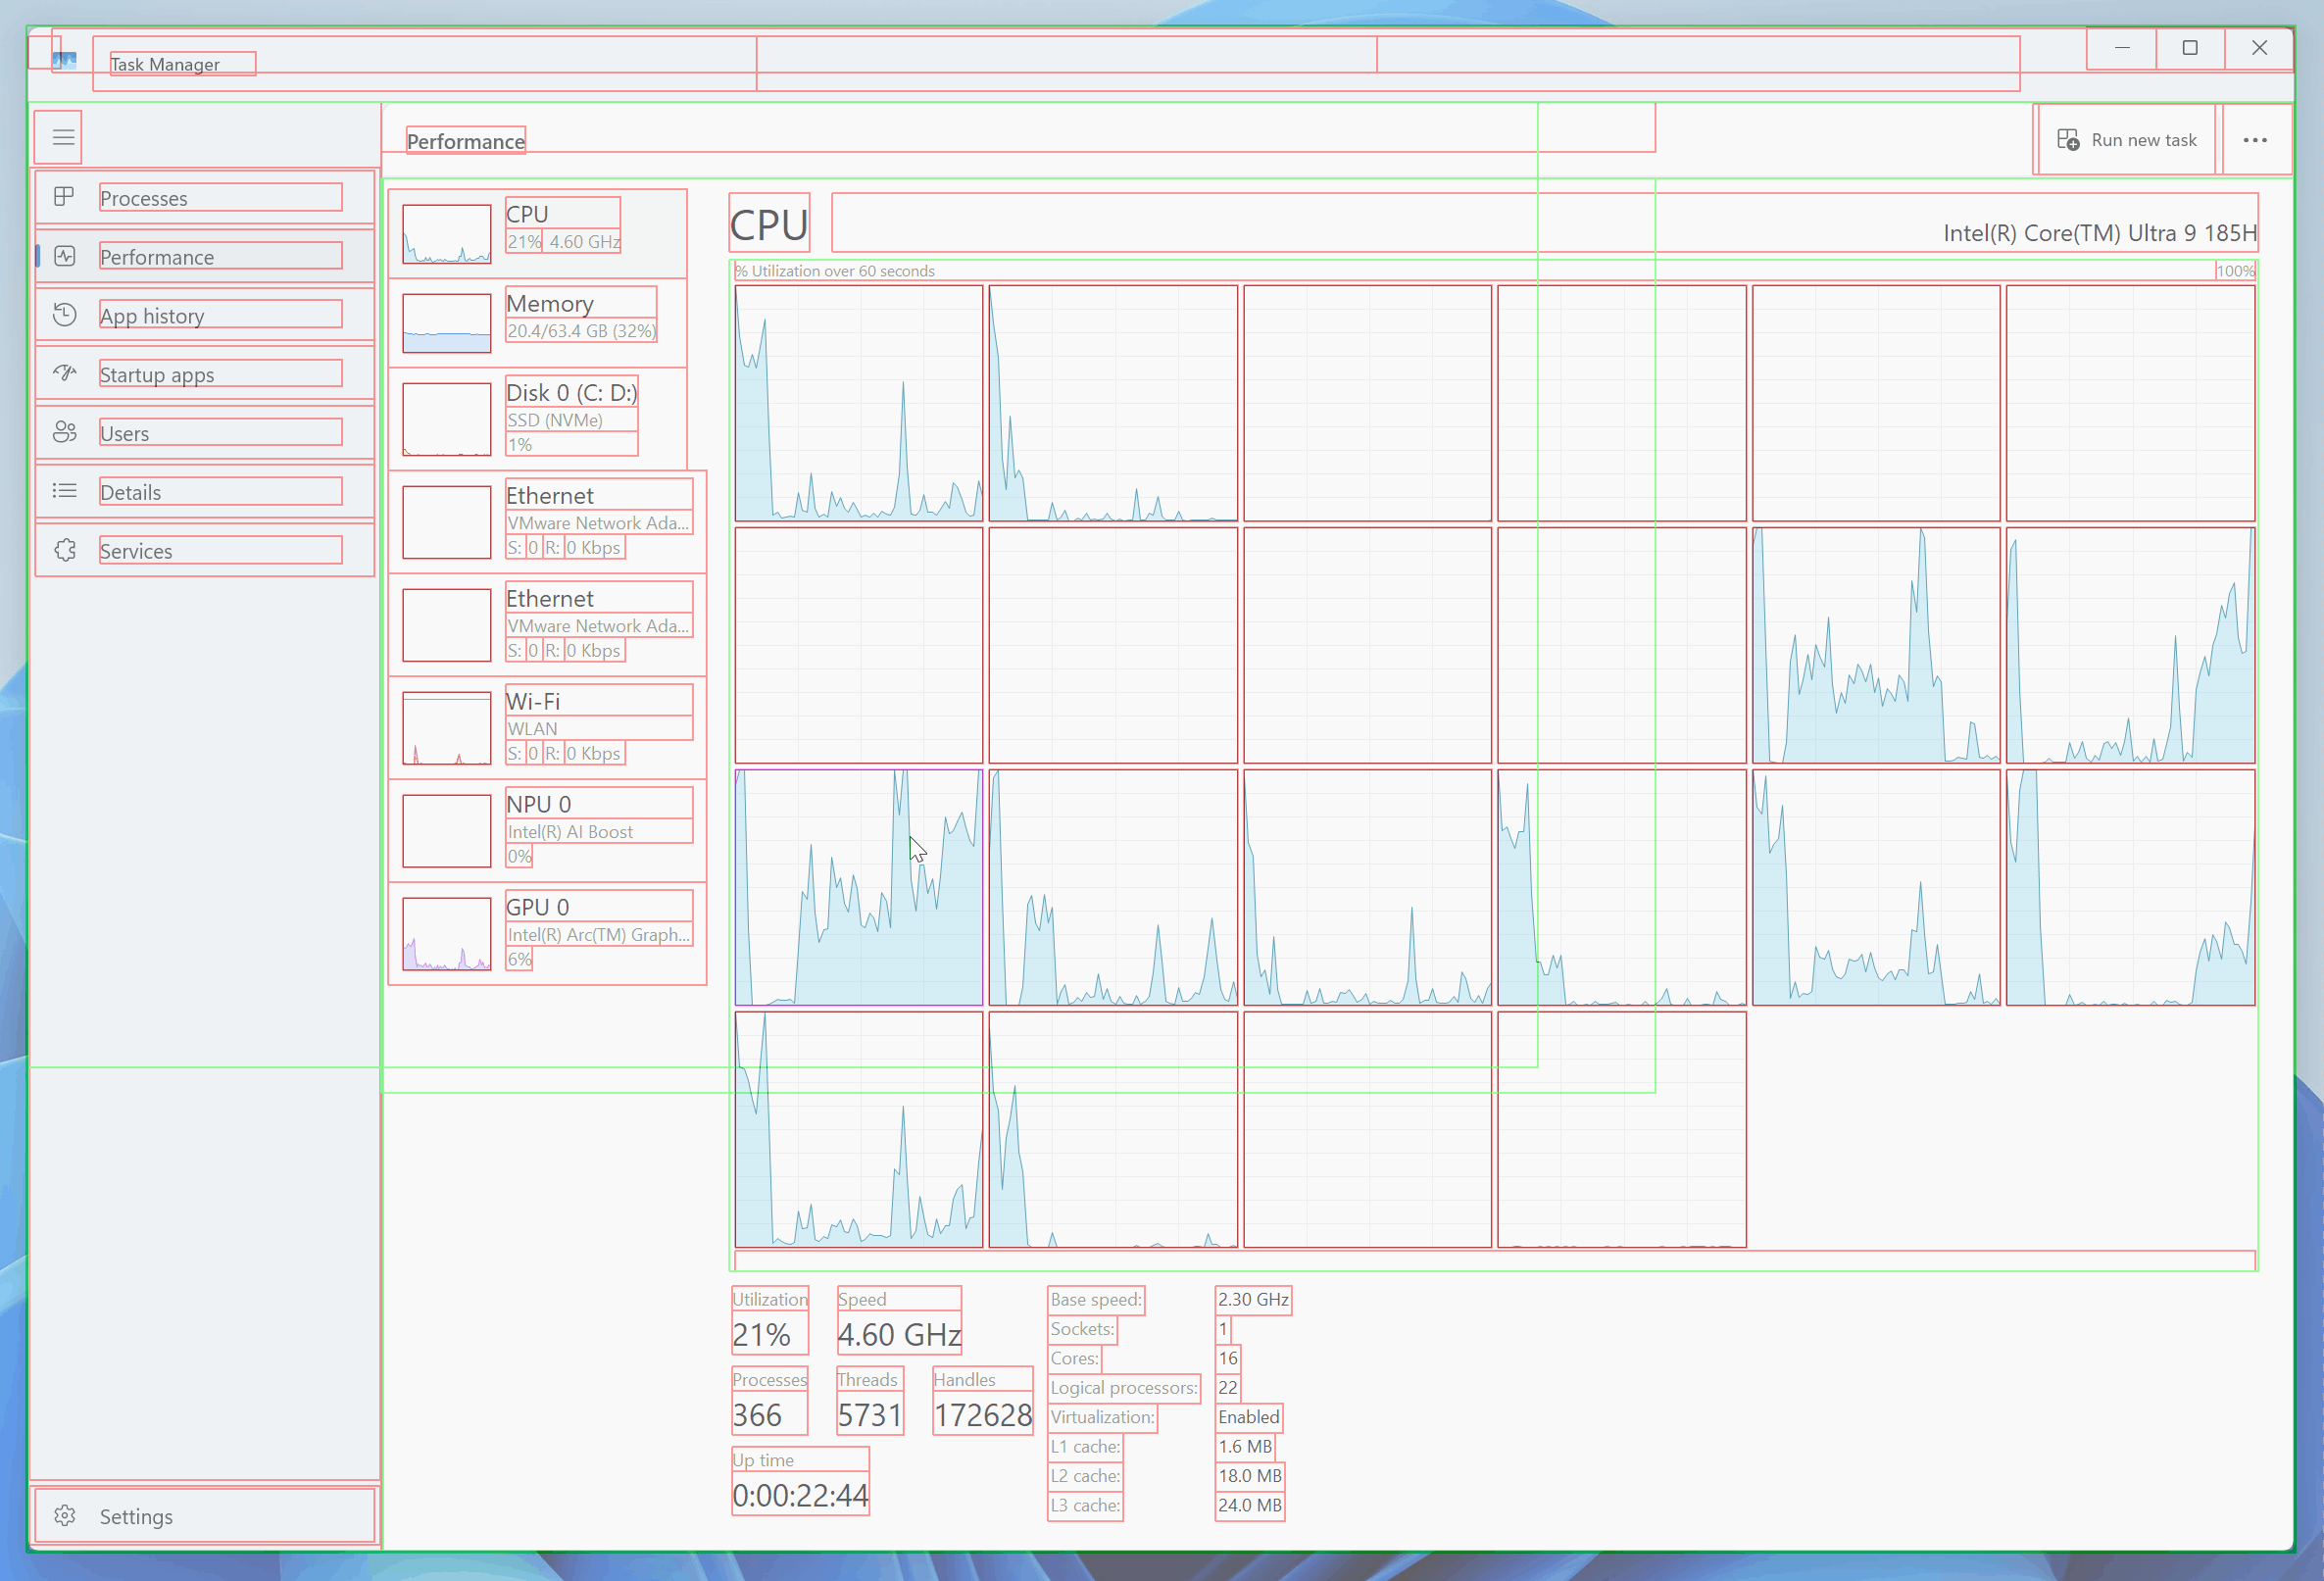 Task Manager
Performance
Run new task
Processes
Performance
App history
Startup apps
Users
Details
Services
Settings
CPU
21% 4.60 GHz
Memory
20.4/63.4 GB (32%)
Disk 0 (C: D:)
SSD (NVMe)
1%
Ethernet
VMware Network Ada...
S: 0 R: 0 Kbps
Ethernet
VMware Network Ada...
S: 0 R: 0 Kbps
Wi-Fi
WLAN
S: 0 R: 0 Kbps
NPU 0
Intel(R) AI Boost
0%
GPU 0
Intel(R) Arc(TM) Graph...
6%
CPU
Intel(R) Core(TM) Ultra 9 185H
% Utilization over 60 seconds
100%
Utilization
21%
Speed
4.60 GHz
Processes
366
Threads
5731
Handles
172628
Up time
0:00:22:44
Base speed: 2.30 GHz
Sockets: 1
Cores: 16
Logical processors: 22
Virtualization: Enabled
L1 cache: 1.6 MB
L2 cache: 18.0 MB
L3 cache: 24.0 MB